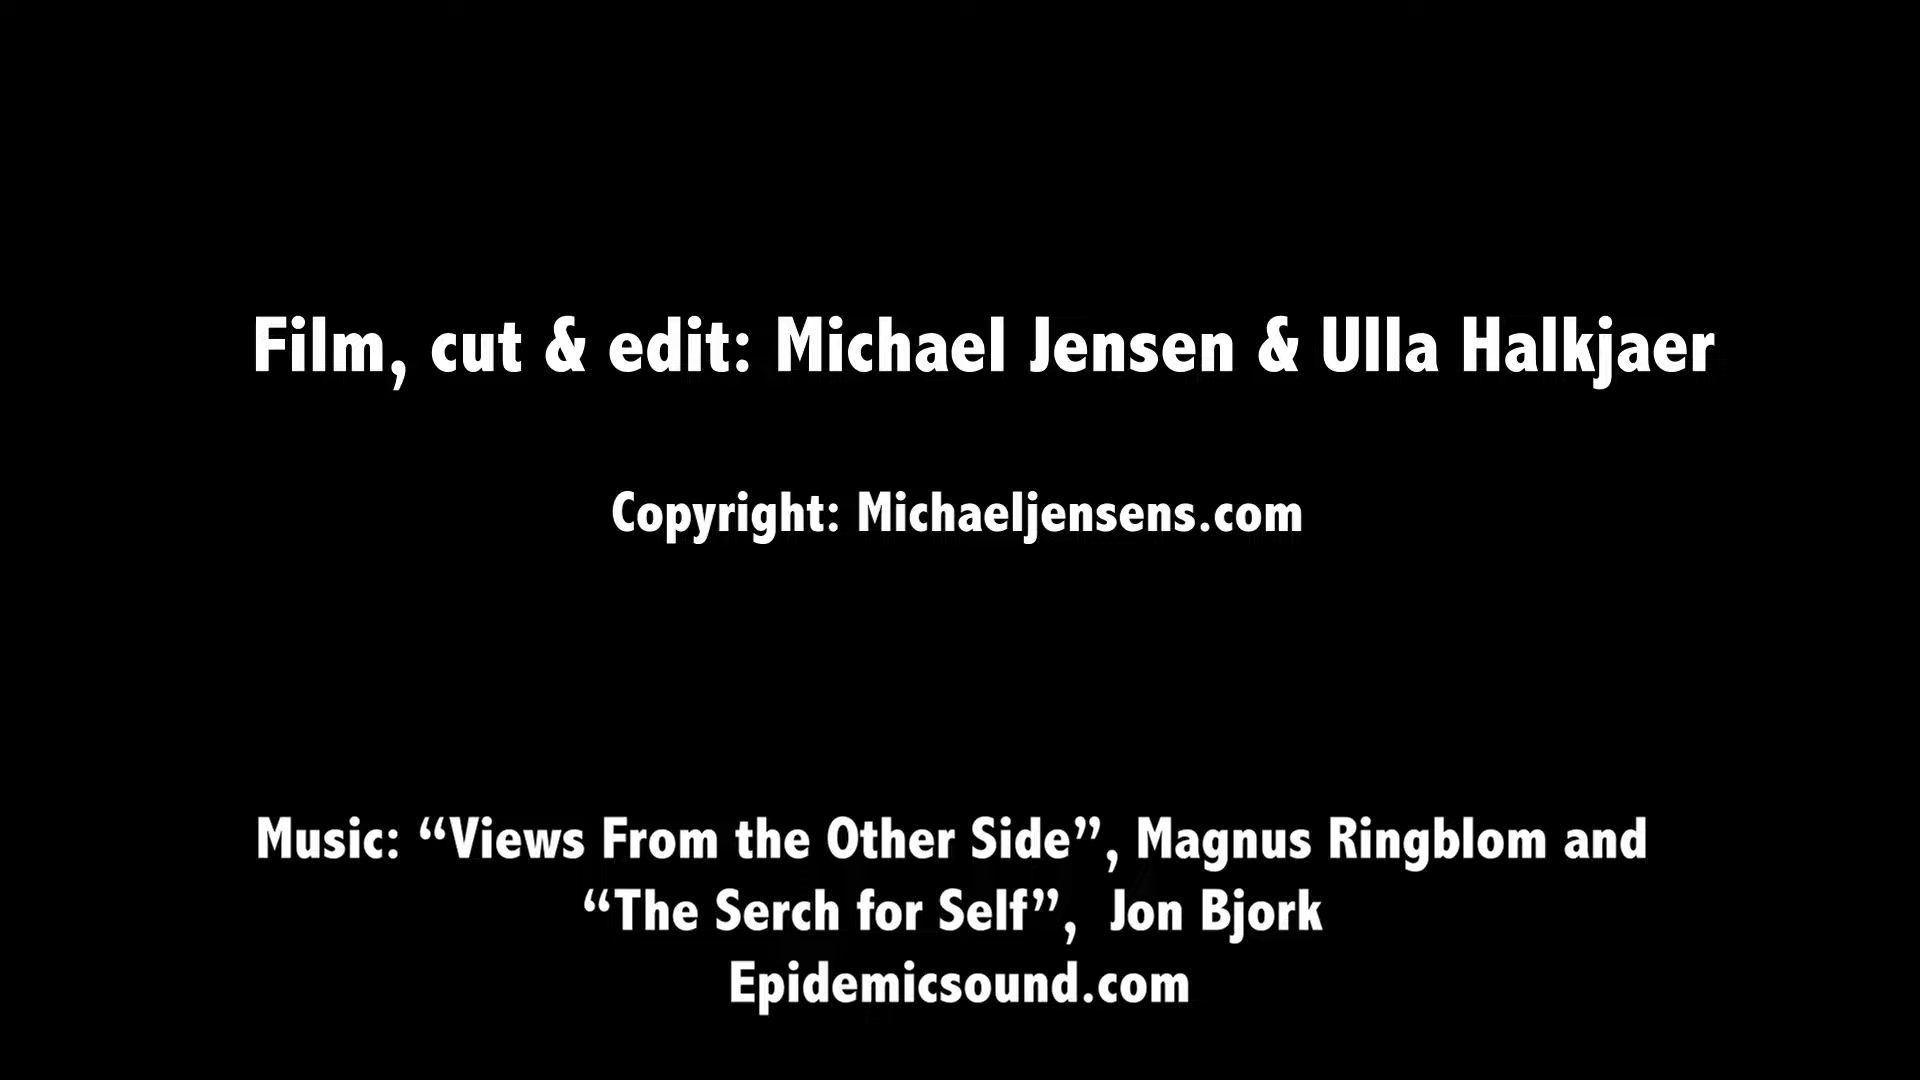 Film, cut & edit: Michael Jensen & Ulla Halkjaer
Copyright: Michaeljensens.com
Music: “Views From the Other Side”, Magnus Ringblom and
“The Serch for Self”,  Jon Bjork
Epidemicsound.com